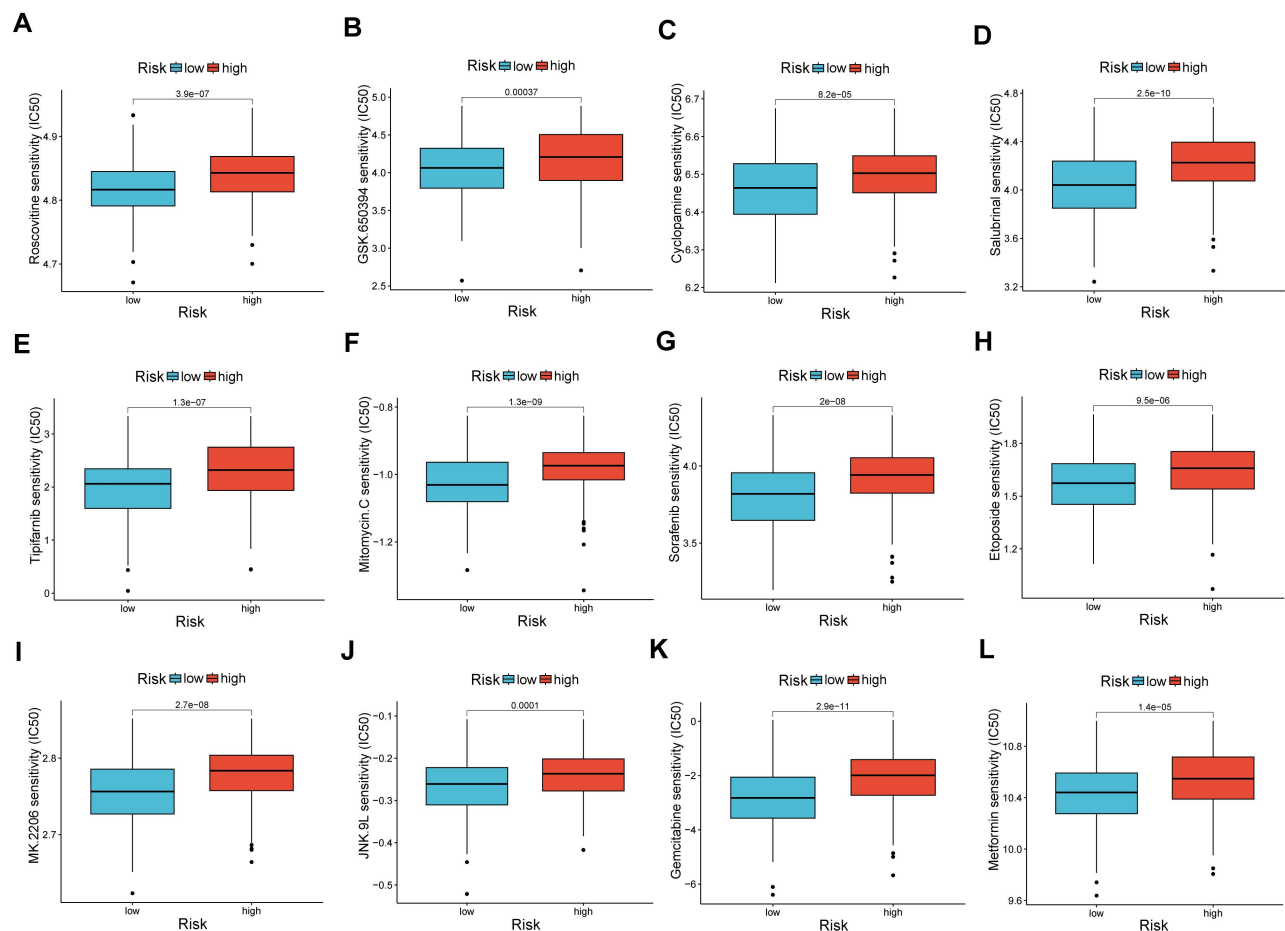 A
Risk low high
3.9e−07
Roscovitine sensitivity (IC50)
4.9
4.8
4.7
low high
Risk
B
Risk low high
0.00037
GSK.650394 sensitivity (IC50)
5.0
4.5
4.0
3.5
3.0
2.5
low high
Risk
C
Risk low high
8.2e−05
Cyclopamine sensitivity (IC50)
6.7
6.6
6.5
6.4
6.3
6.2
low high
Risk
D
Risk low high
2.5e−10
Salubrinal sensitivity (IC50)
4.8
4.4
4.0
3.6
3.2
low high
Risk
E
Risk low high
1.3e−07
Tipifarnib sensitivity (IC50)
3
2
1
0
low high
Risk
F
Risk low high
1.3e−09
Mitomycin.C sensitivity (IC50)
−0.8
−1.0
−1.2
low high
Risk
G
Risk low high
2e−08
Sorafenib sensitivity (IC50)
4.0
3.5
low high
Risk
H
Risk low high
9.5e−06
Etoposide sensitivity (IC50)
1.8
1.5
1.2
low high
Risk
I
Risk low high
2.7e−08
MK.2206 sensitivity (IC50)
2.8
2.7
low high
Risk
J
Risk low high
0.0001
JNK.9L sensitivity (IC50)
−0.1
−0.2
−0.3
−0.4
−0.5
low high
Risk
K
Risk low high
2.9e−11
Gemcitabine sensitivity (IC50)
0
−2
−4
−6
low high
Risk
L
Risk low high
1.4e−05
Metformin sensitivity (IC50)
10.8
10.4
10.0
9.6
low high
Risk